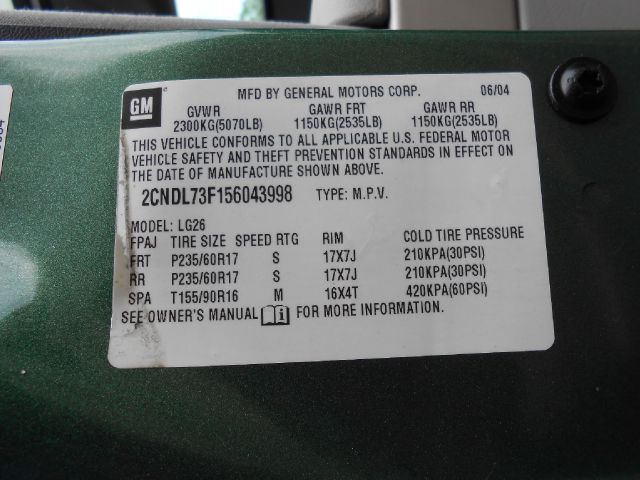 GM
MFD BY GENERAL MOTORS CORP. 06/04
GVWR GAWR FRT GAWR RR
2300KG(5070LB) 1150KG(2535LB) 1150KG(2535LB)
THIS VEHICLE CONFORMS TO ALL APPLICABLE U.S. FEDERAL MOTOR
VEHICLE SAFETY AND THEFT PREVENTION STANDARDS IN EFFECT ON
THE DATE OF MANUFACTURE SHOWN ABOVE.
2CNDL73F156043998 TYPE: M.P.V.
MODEL: LG26
FPAJ TIRE SIZE SPEED RTG RIM COLD TIRE PRESSURE
FRT P235/60R17 S 17X7J 210KPA(30PSI)
RR P235/60R17 S 17X7J 210KPA(30PSI)
SPA T155/90R16 M 16X4T 420KPA(60PSI)
SEE OWNER'S MANUAL FOR MORE INFORMATION.